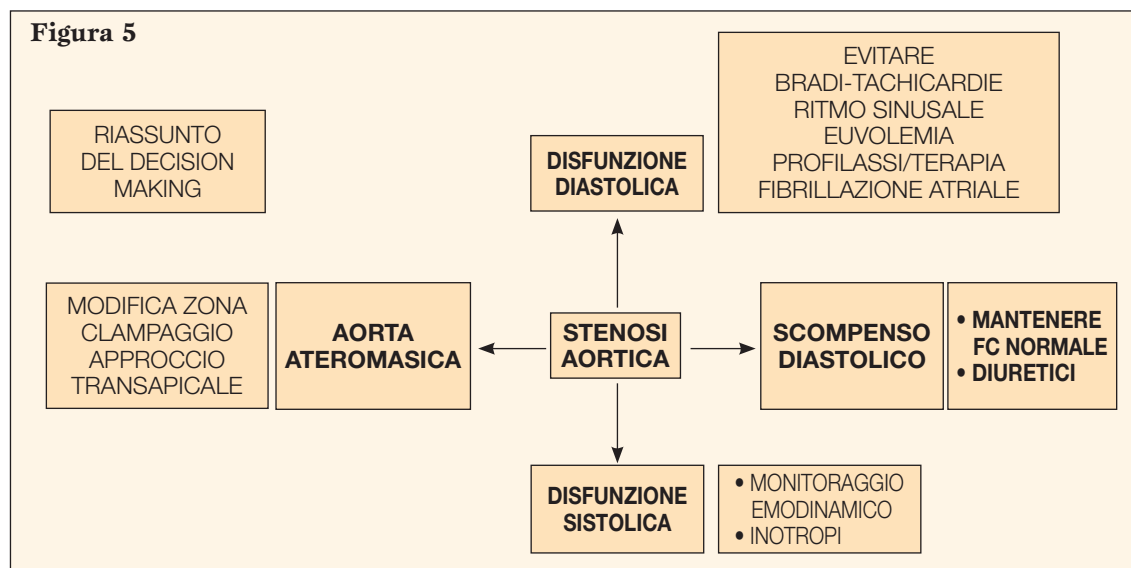 Figura 5
RIASSUNTO
DEL DECISION
MAKING
DISFUNZIONE
DIASTOLICA
EVITARE
BRADI-TACHICARDIE
RITMO SINUSALE
EUVOLEMIA
PROFILASSI/TERAPIA
FIBRILLAZIONE ATRIALE
MODIFICA ZONA
CLAMPAGGIO
APPROCCIO
TRANSAPICALE
AORTA
ATEROMASICA
STENOSI
AORTICA
SCOMPENSO
DIASTOLICO
• MANTENERE
FC NORMALE
• DIURETICI
DISFUNZIONE
SISTOLICA
• MONITORAGGIO
EMODINAMICO
• INOTROPI